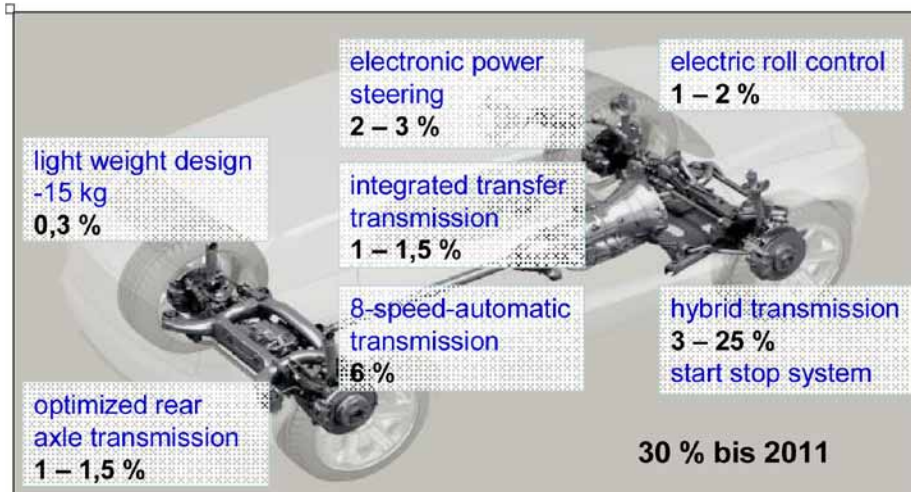 electronic power
steering
2 – 3 %
electric roll control
1 – 2 %
light weight design
-15 kg
0,3 %
integrated transfer
transmission
1 – 1,5 %
8-speed-automatic
transmission
6 %
hybrid transmission
3 – 25 %
start stop system
optimized rear
axle transmission
1 – 1,5 %
30 % bis 2011